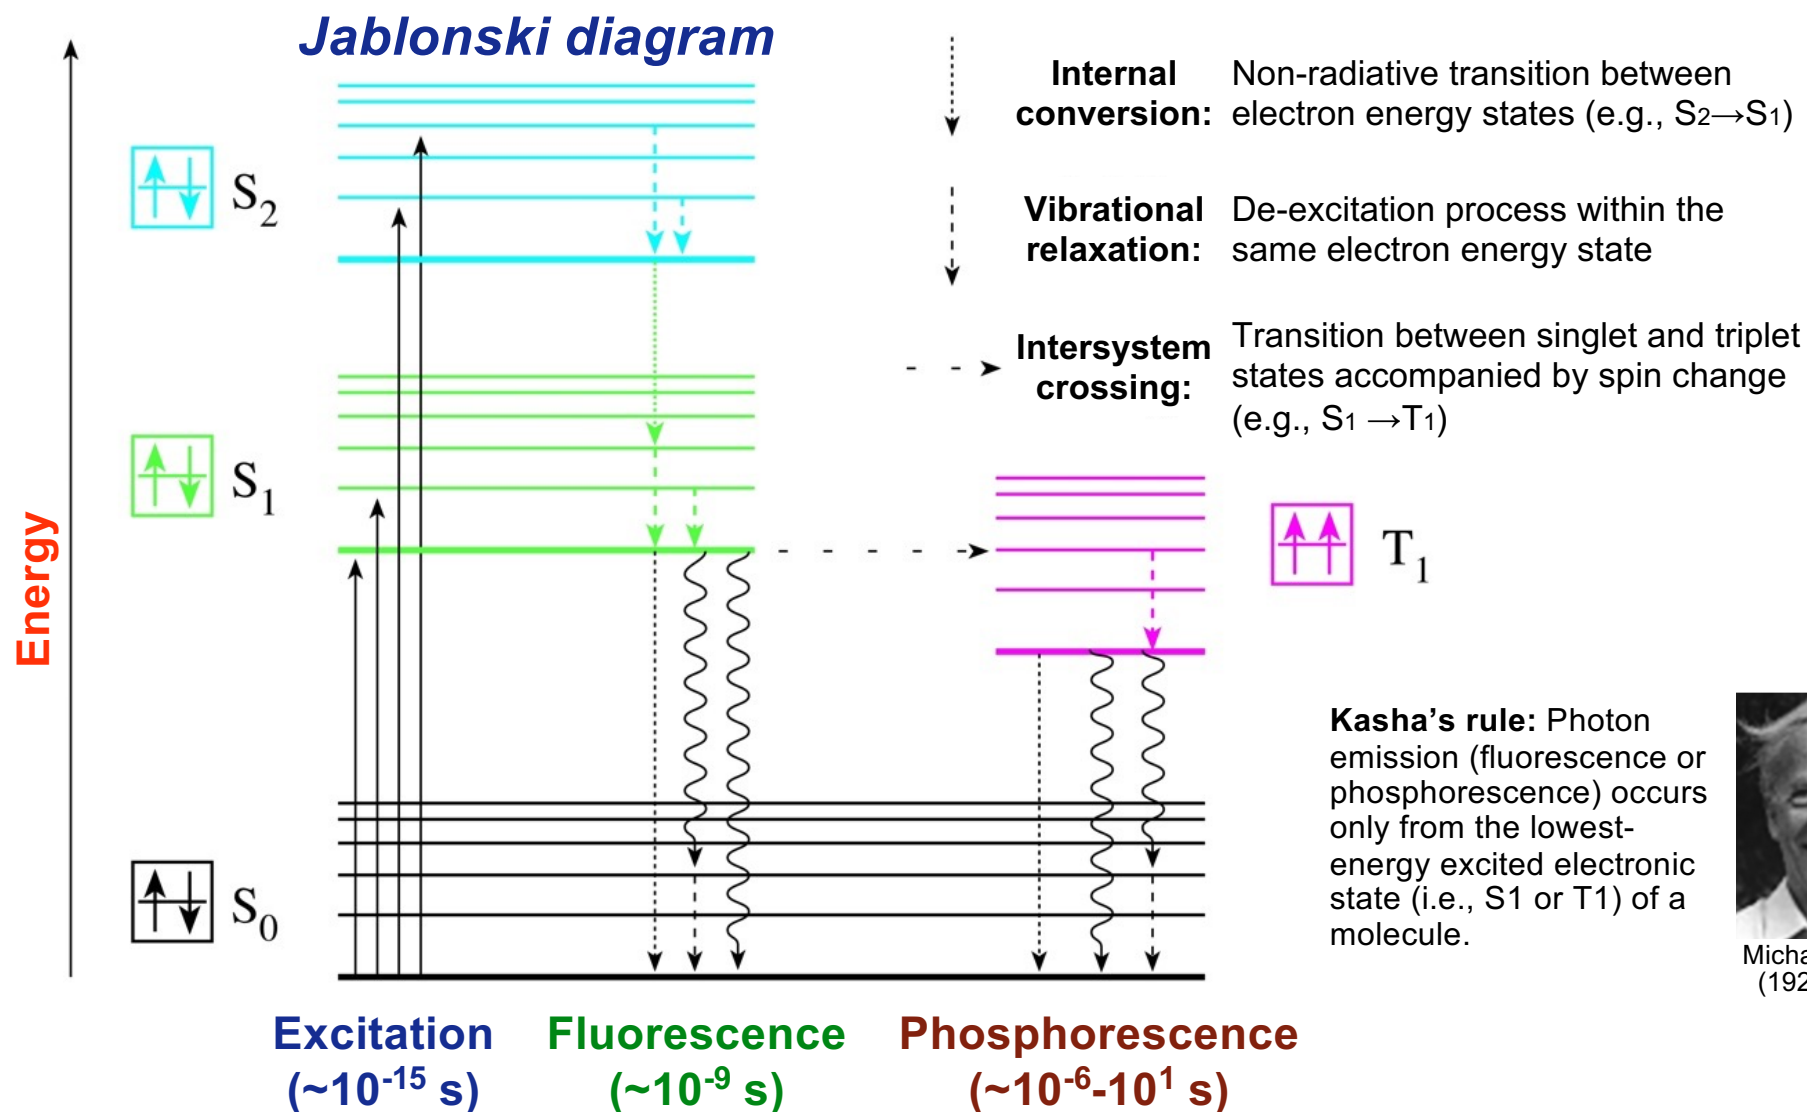 Jablonski diagram
Internal conversion:
Non-radiative transition between
electron energy states (e.g., S2→S1)
Vibrational relaxation:
De-excitation process within the
same electron energy state
Intersystem crossing:
Transition between singlet and triplet
states accompanied by spin change
(e.g., S1 →T1)
S2
S1
T1
S0
Energy
Kasha's rule: Photon
emission (fluorescence or
phosphorescence) occurs
only from the lowest-
energy excited electronic
state (i.e., S1 or T1) of a
molecule.
Excitation
(~10-15 s)
Fluorescence
(~10-9 s)
Phosphorescence
(~10-6-101 s)